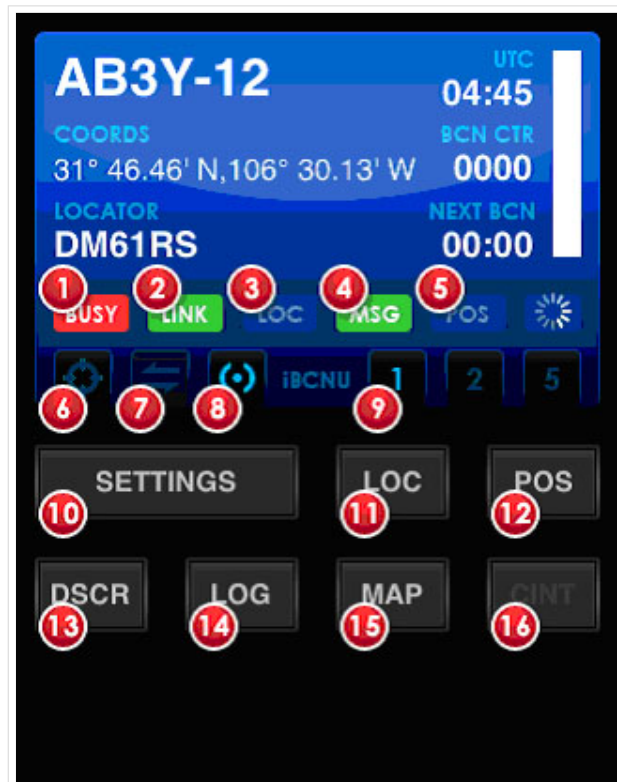 AB3Y-12 UTC
04:45
COORDS BCN CTR
31° 46.46' N,106° 30.13' W 0000
LOCATOR NEXT BCN
DM61RS 00:00
1 2 3 4 5
BUSY LINK LOC MSG POS
iBCNU 1 2 5
6 7 8 9
SETTINGS LOC POS
10 11 12
DSCR LOG MAP CINT
13 14 15 16